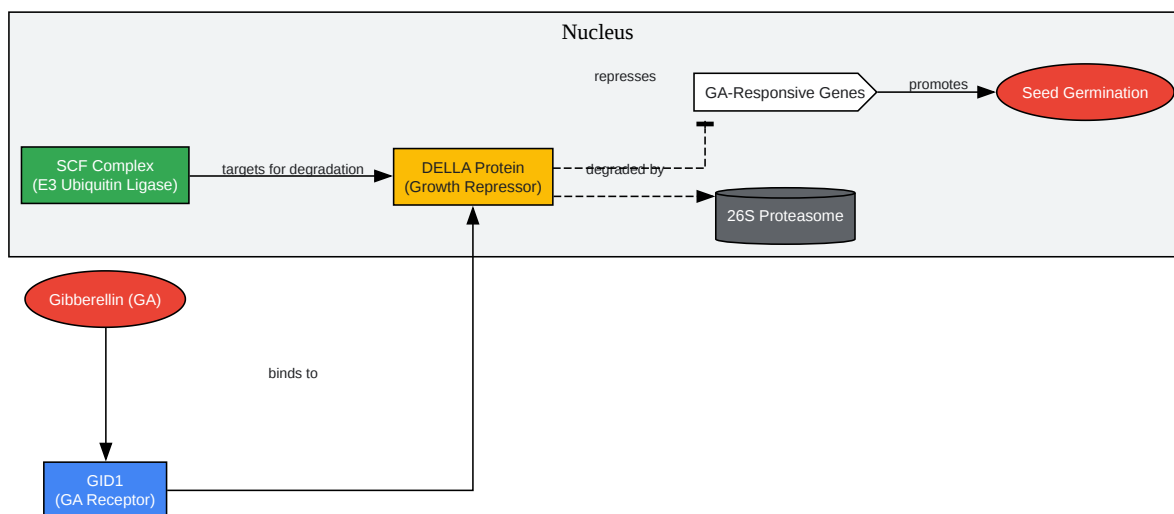 Nucleus
represses
GA-Responsive Genes
promotes
Seed Germination
SCF Complex
(E3 Ubiquitin Ligase)
targets for degradation
DELLA Protein
(Growth Repressor)
degraded by
26S Proteasome
Gibberellin (GA)
binds to
GID1
(GA Receptor)